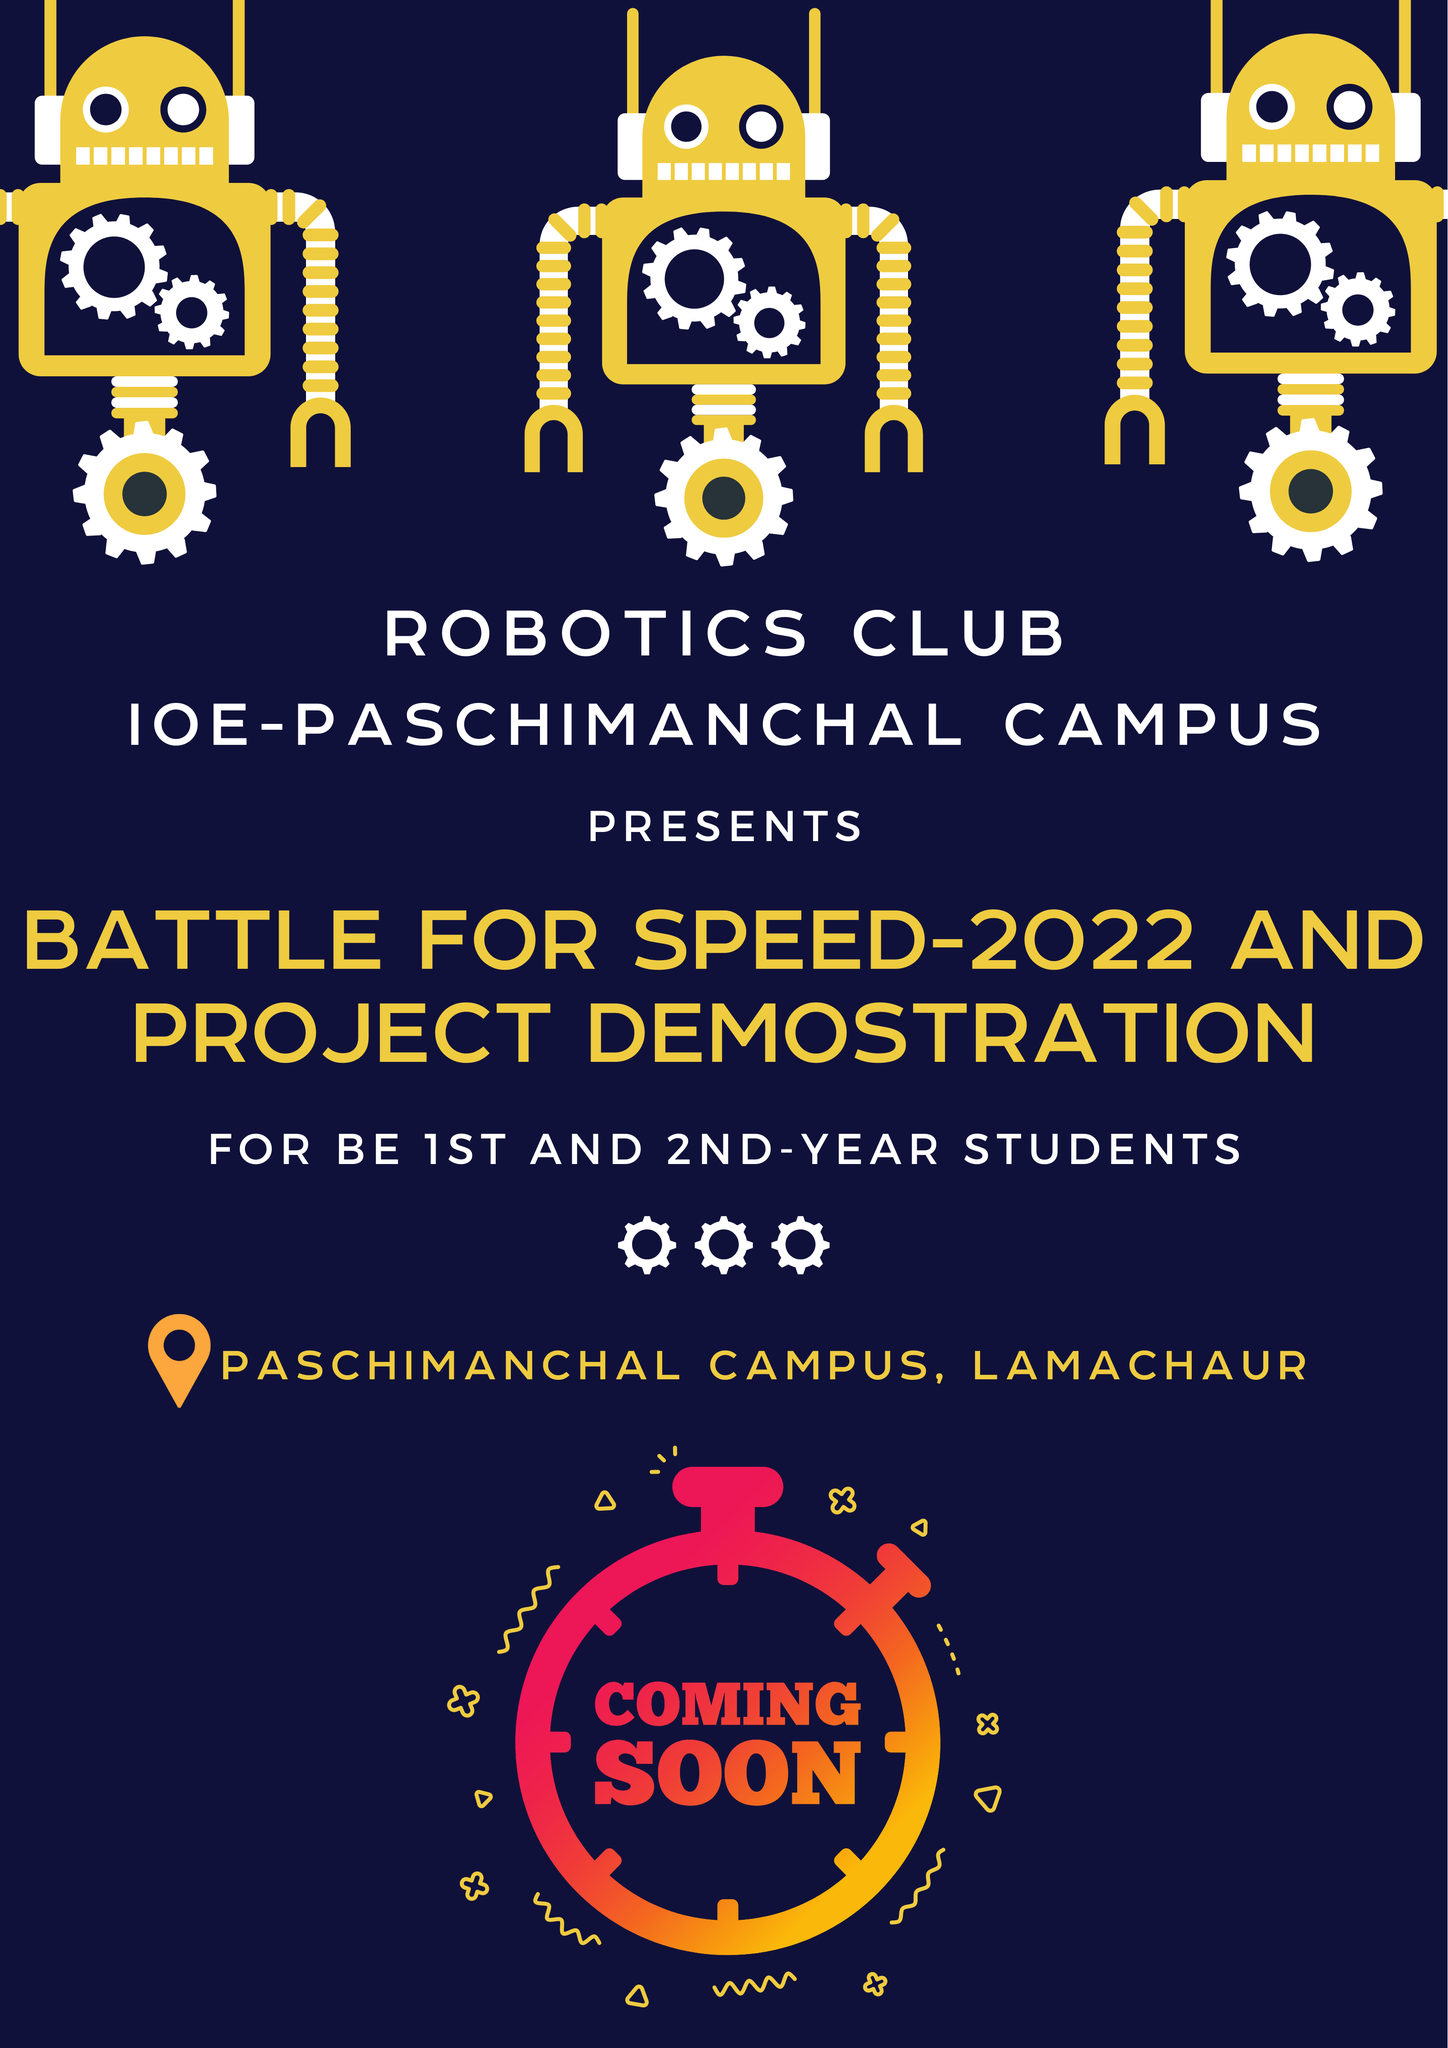 ROBOTICS CLUB
IOE-PASCHIMANCHAL CAMPUS
PRESENTS
BATTLE FOR SPEED-2022 AND
PROJECT DEMOSTRATION
FOR BE 1ST AND 2ND-YEAR STUDENTS
PASCHIMANCHAL CAMPUS, LAMACHAUR
COMING
SOON